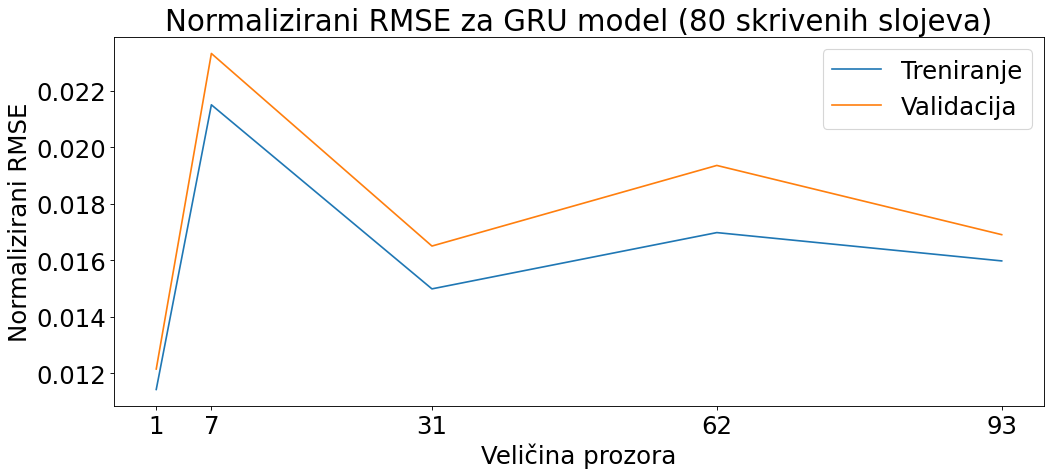 Normalizirani RMSE za GRU model (80 skrivenih slojeva)
Treniranje
Validacija
Normalizirani RMSE
0.022
0.020
0.018
0.016
0.014
0.012
1 7 31 62 93
Veličina prozora